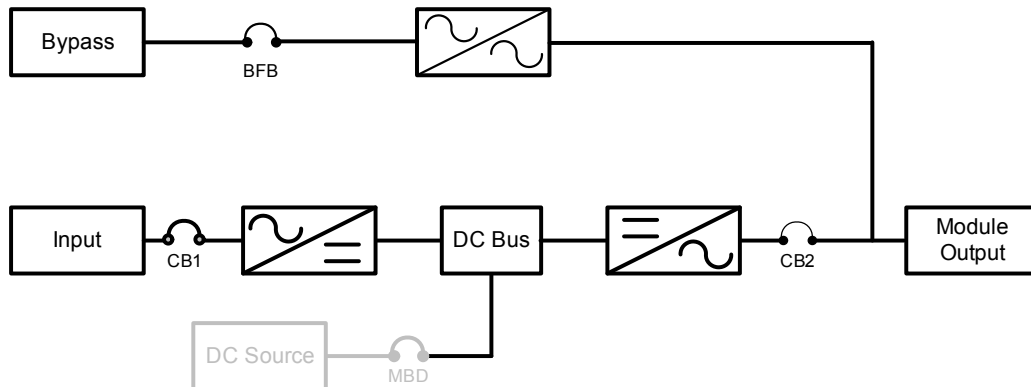 Bypass
BFB
Input
CB1
DC Bus
CB2
Module
Output
DC Source
MBD